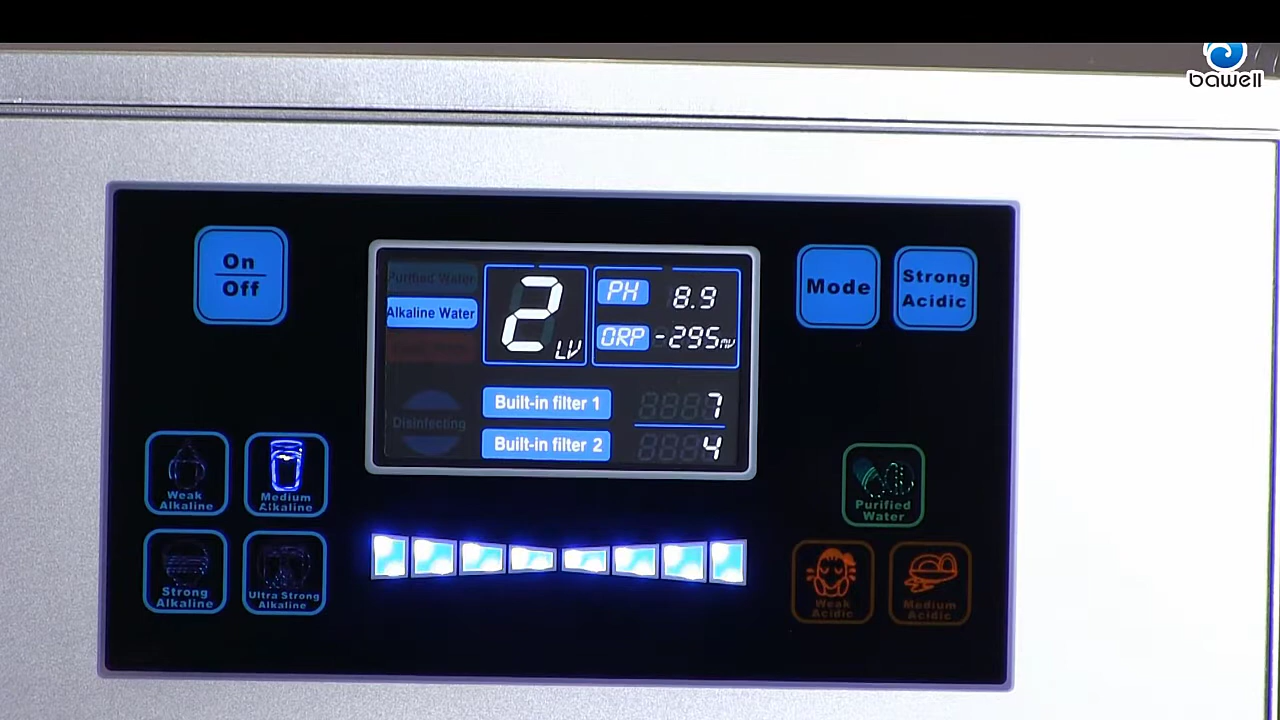 bawell
On
Off
Purified Water
Alkaline Water
2 LV
PH 8.9
ORP -295mv
Mode
Strong
Acidic
Disinfecting
Built-in filter 1 7
Built-in filter 2 4
Weak
Alkaline
Medium
Alkaline
Strong
Alkaline
Ultra Strong
Alkaline
Purified
Water
Weak
Acidic
Medium
Acidic